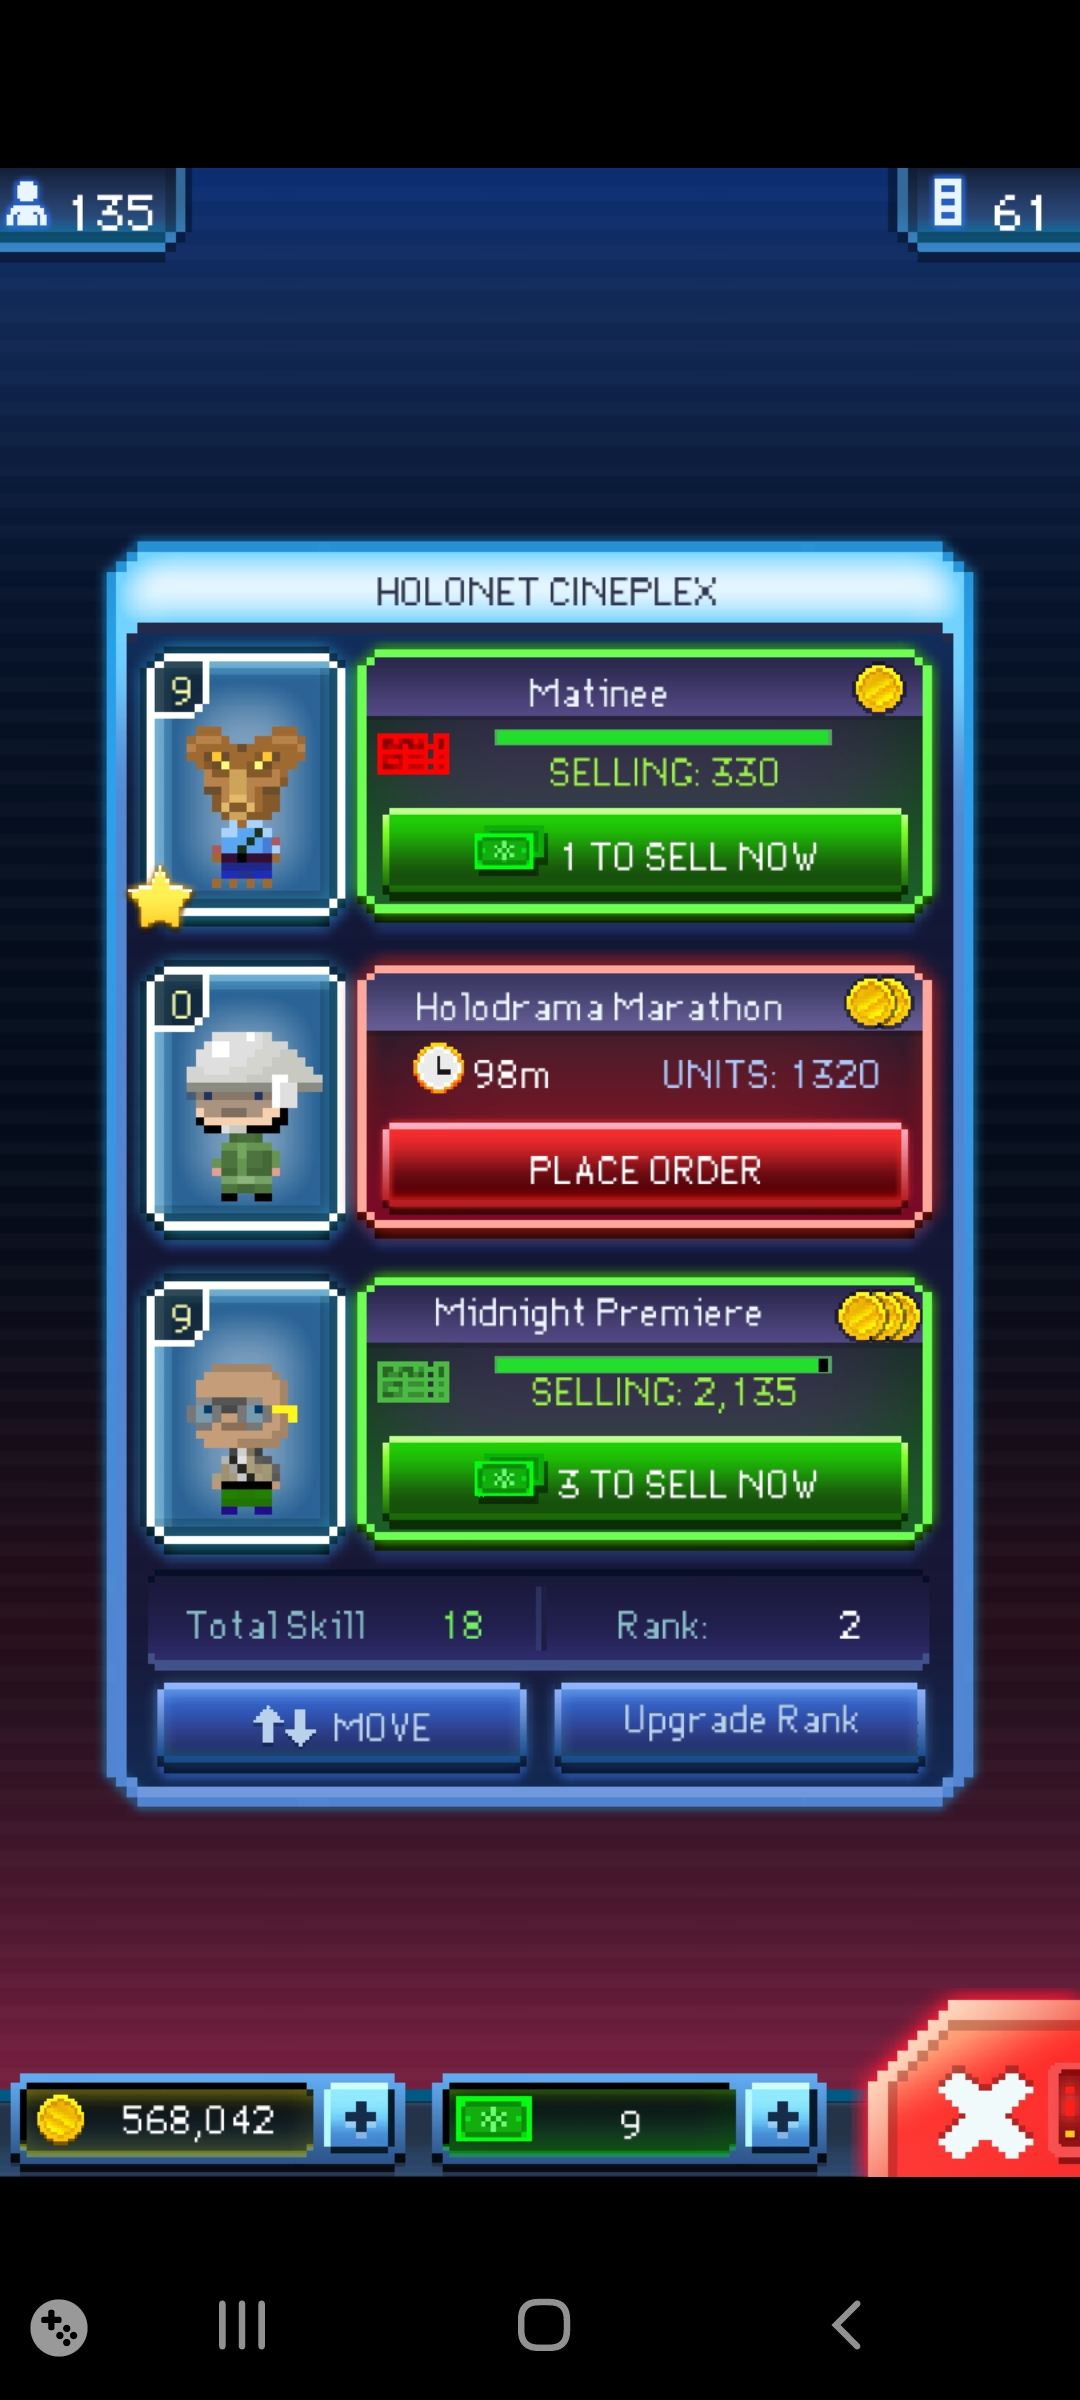 135
61
HOLONET CINEPLEX
9
Matinee
SELLING: 330
1 TO SELL NOW
0
Holodrama Marathon
98m UNITS: 1320
PLACE ORDER
9
Midnight Premiere
SELLING: 2,135
3 TO SELL NOW
Total Skill 18 Rank: 2
MOVE Upgrade Rank
568,042 9